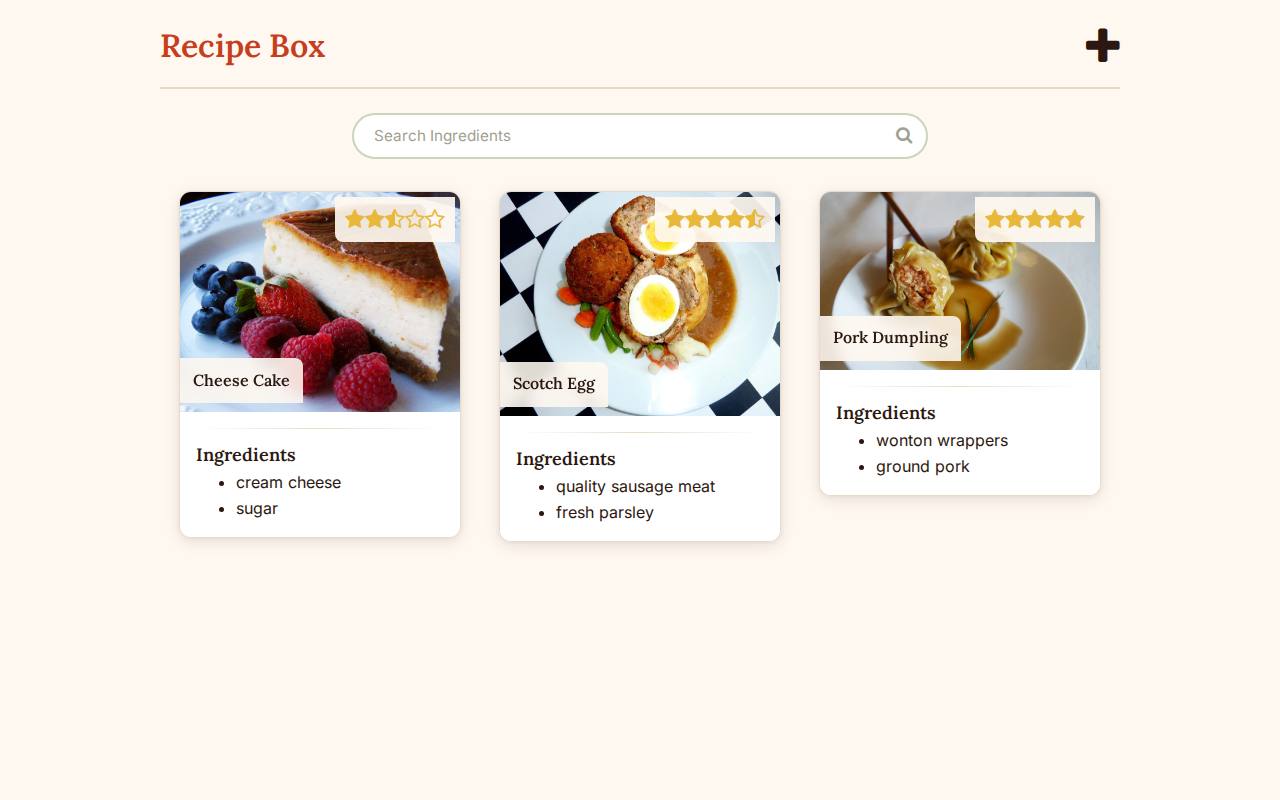 Recipe Box
Search Ingredients
Cheese Cake
Ingredients
cream cheese
sugar
Scotch Egg
Ingredients
quality sausage meat
fresh parsley
Pork Dumpling
Ingredients
wonton wrappers
ground pork